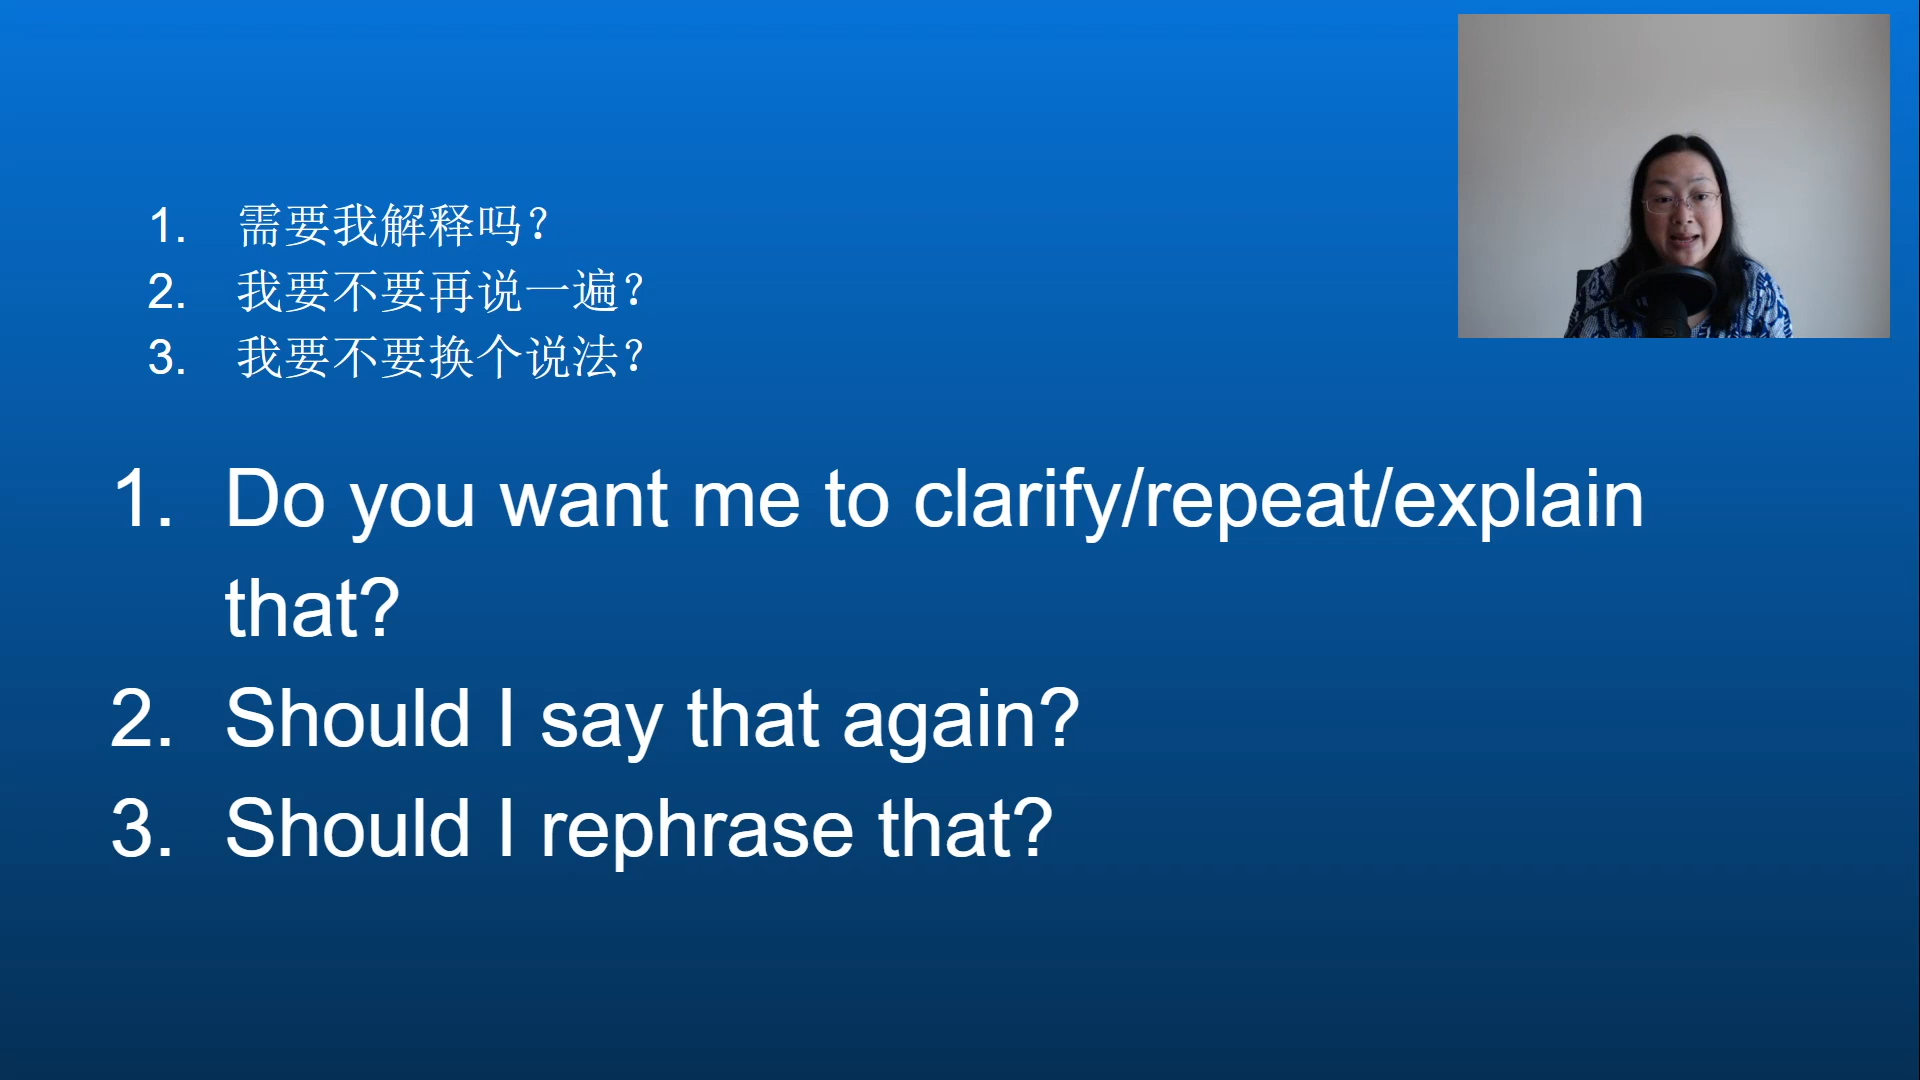 1. 需要我解释吗？
2. 我要不要再说一遍？
3. 我要不要换个说法？
1. Do you want me to clarify/repeat/explain
that?
2. Should I say that again?
3. Should I rephrase that?